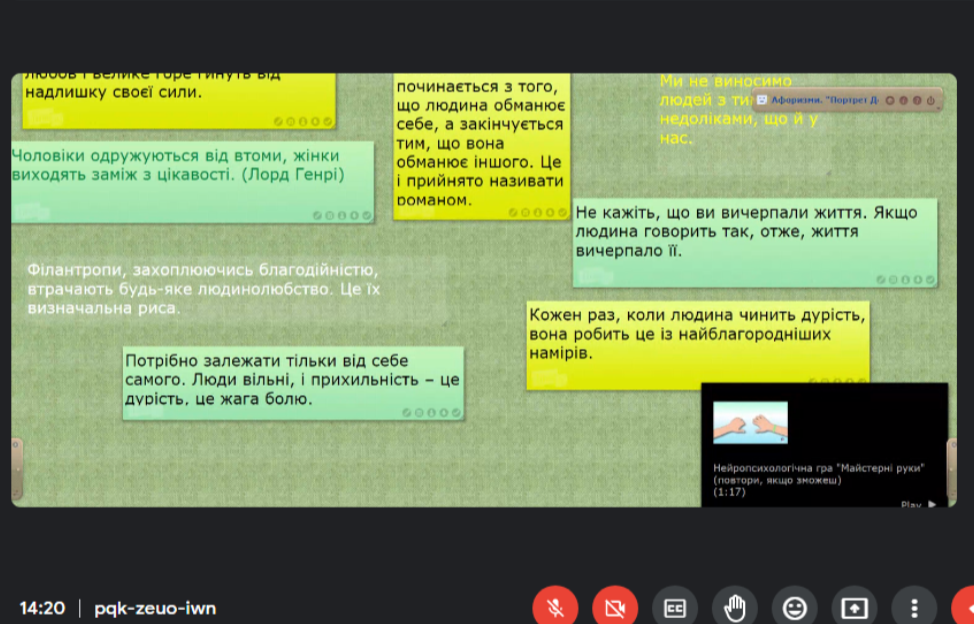 любов і велике горе гинуть від
надлишку своєї сили.
починається з того,
що людина обманює
себе, а закінчується
тим, що вона
обманює іншого. Це
і прийнято називати
романом.
Ми не виносимо
людей з
недоліками, що й у
нас.
Афоризми. "Портрет Д
Чоловіки одружуються від втоми, жінки
виходять заміж з цікавості. (Лорд Генрі)
Не кажіть, що ви вичерпали життя. Якщо
людина говорить так, отже, життя
вичерпало її.
Філантропи, захоплюючись благодійністю,
втрачають будь-яке людинолюбство. Це їх
визначальна риса.
Кожен раз, коли людина чинить дурість,
вона робить це із найблагородніших
намірів.
Потрібно залежати тільки від себе
самого. Люди вільні, і прихильність – це
дурість, це жага болю.
Нейропсихологічна гра "Майстерні руки"
(повтори, якщо зможеш)
(1:17)
Play
14:20 | pqk-zeuo-iwn
CC